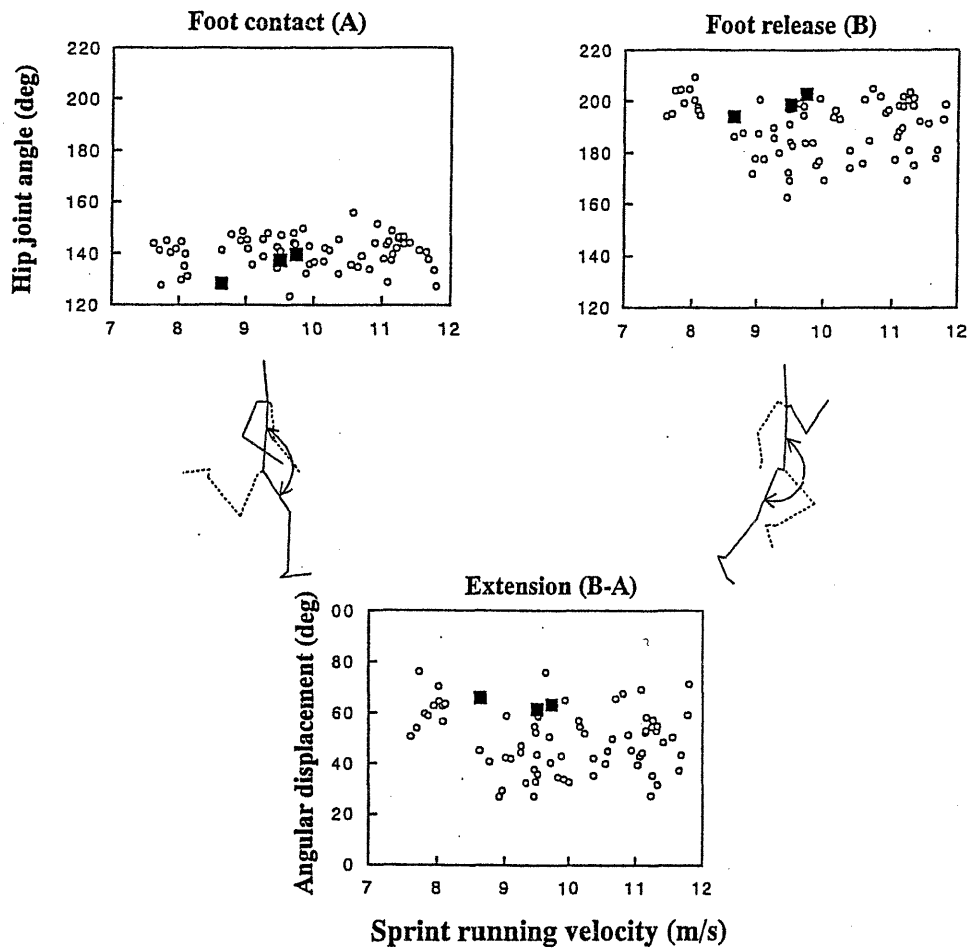 Foot contact (A)
Foot release (B)
Hip joint angle (deg)
220
200
180
160
140
120
7 8 9 10 11 12
220
200
180
160
140
120
7 8 9 10 11 12
Extension (B-A)
Angular displacement (deg)
00
80
60
40
20
0
7 8 9 10 11 12
Sprint running velocity (m/s)